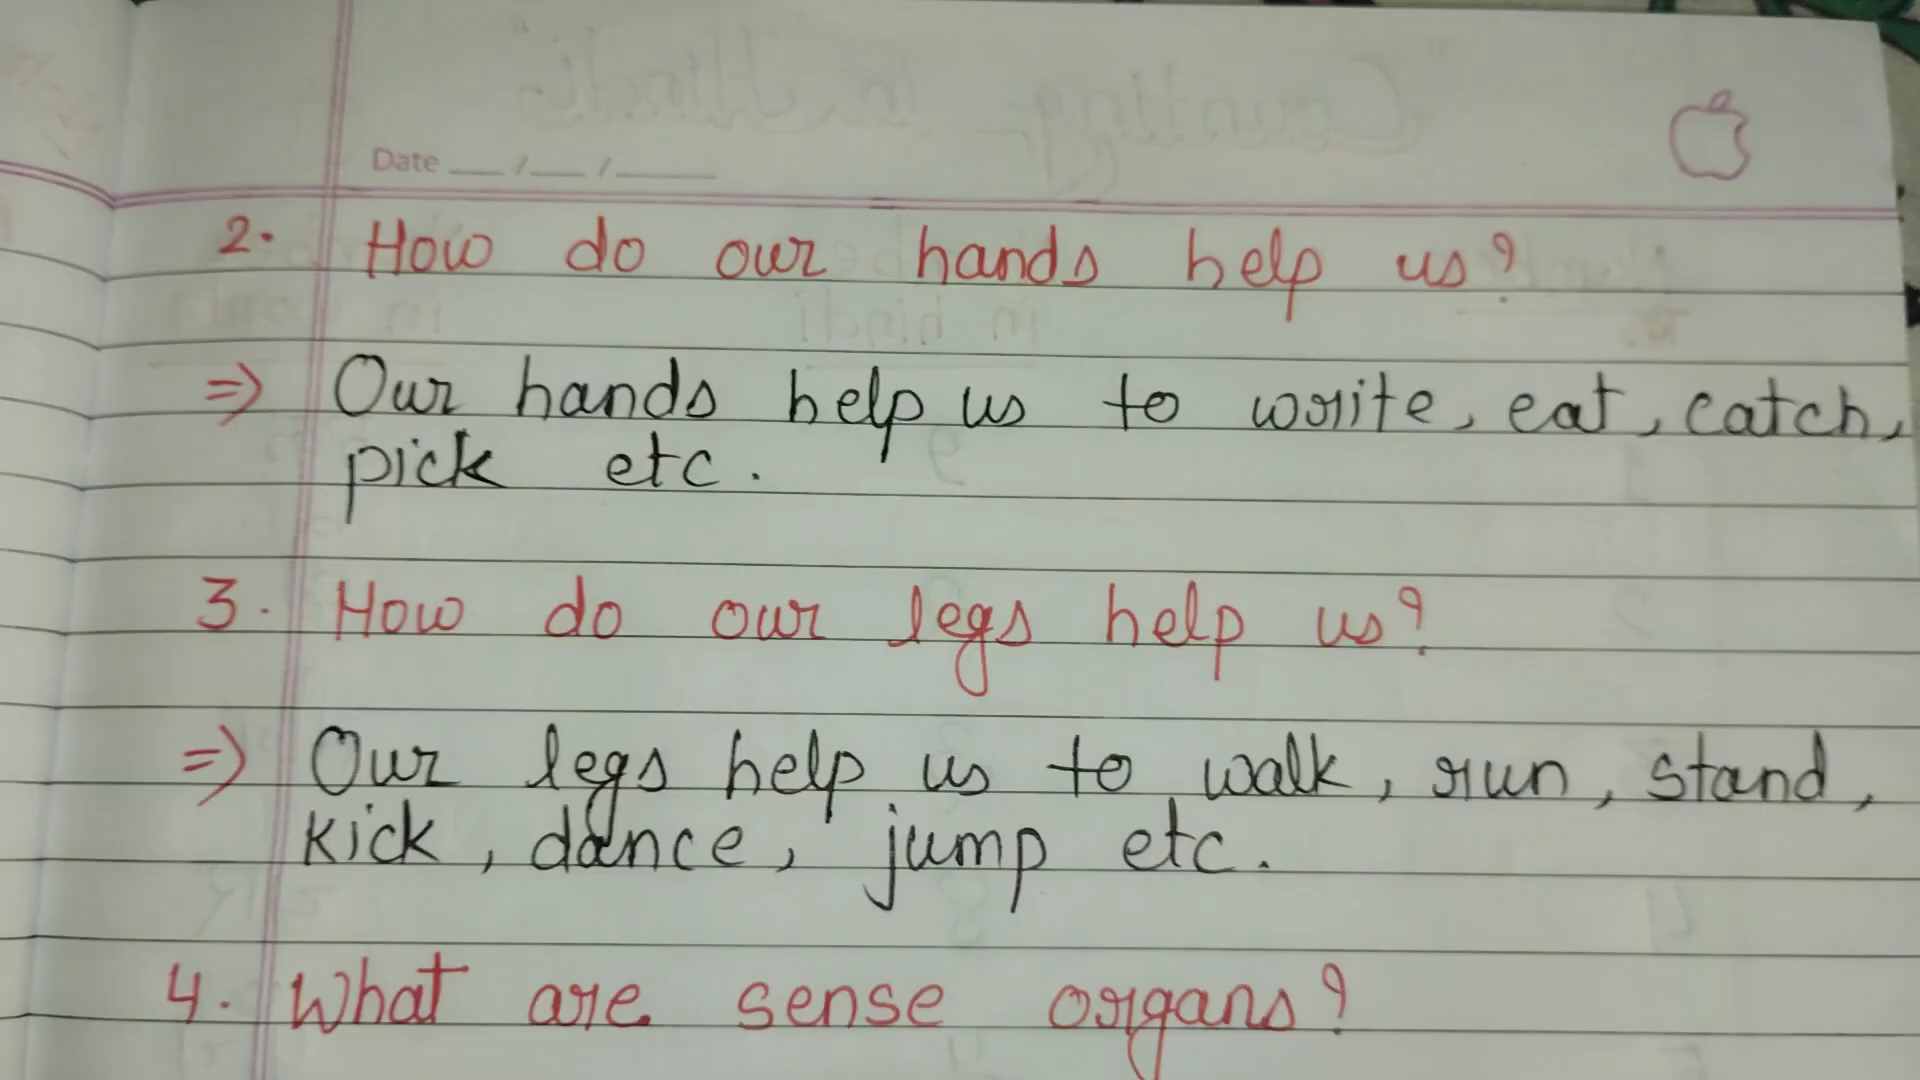 Date __/__/____
2. How do our hands help us?
=> Our hands help us to write, eat, catch,
pick etc.
3. How do our legs help us?
=> Our legs help us to walk, run, stand,
kick, dance, jump etc.
4. What are sense organs?